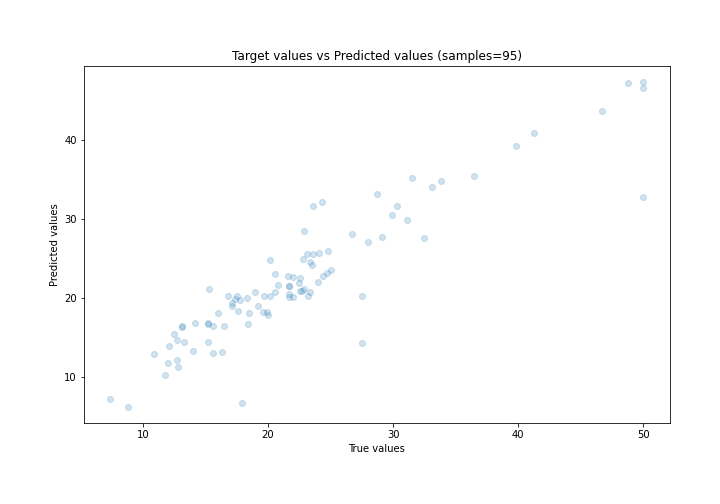 Target values vs Predicted values (samples=95)
Predicted values
40
30
20
10
10 20 30 40 50
True values